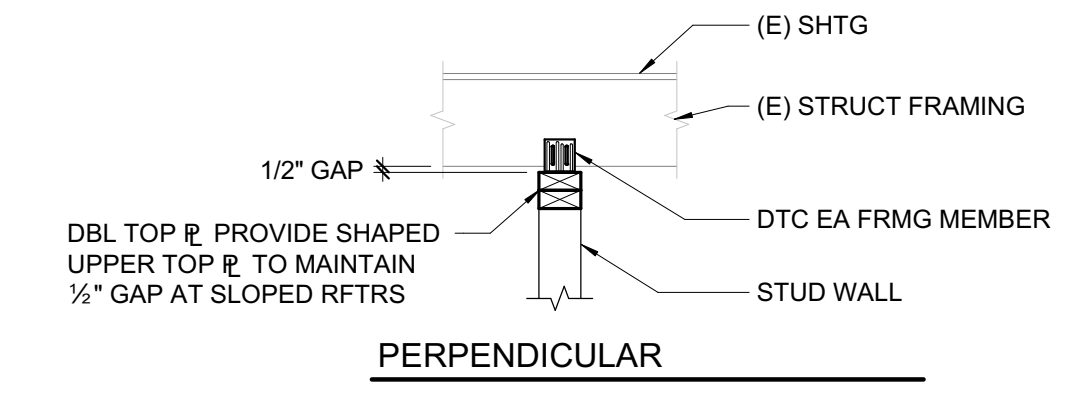 (E) SHTG
(E) STRUCT FRAMING
1/2" GAP
DTC EA FRMG MEMBER
DBL TOP ⅊ PROVIDE SHAPED
UPPER TOP ⅊ TO MAINTAIN
½" GAP AT SLOPED RFTRS
STUD WALL
PERPENDICULAR